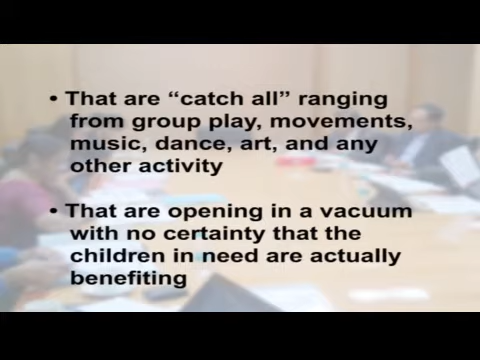 • That are “catch all” ranging
from group play, movements,
music, dance, art, and any
other activity
• That are opening in a vacuum
with no certainty that the
children in need are actually
benefiting